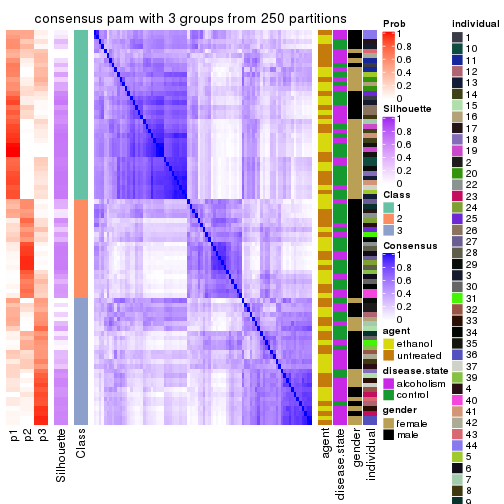 consensus pam with 3 groups from 250 partitions
p1
p2
p3
Silhouette
Class
agent
disease.state
gender
individual
Prob
1
0.8
0.6
0.4
0.2
0
Silhouette
1
0.8
0.6
0.4
0.2
0
Class
1
2
3
Consensus
1
0.8
0.6
0.4
0.2
0
agent
ethanol
untreated
disease.state
alcoholism
control
gender
female
male
individual
1
10
11
12
13
14
15
16
17
18
19
2
20
22
23
24
25
26
27
28
29
3
30
31
32
33
34
35
36
37
39
4
40
41
42
43
44
5
6
7
8
9